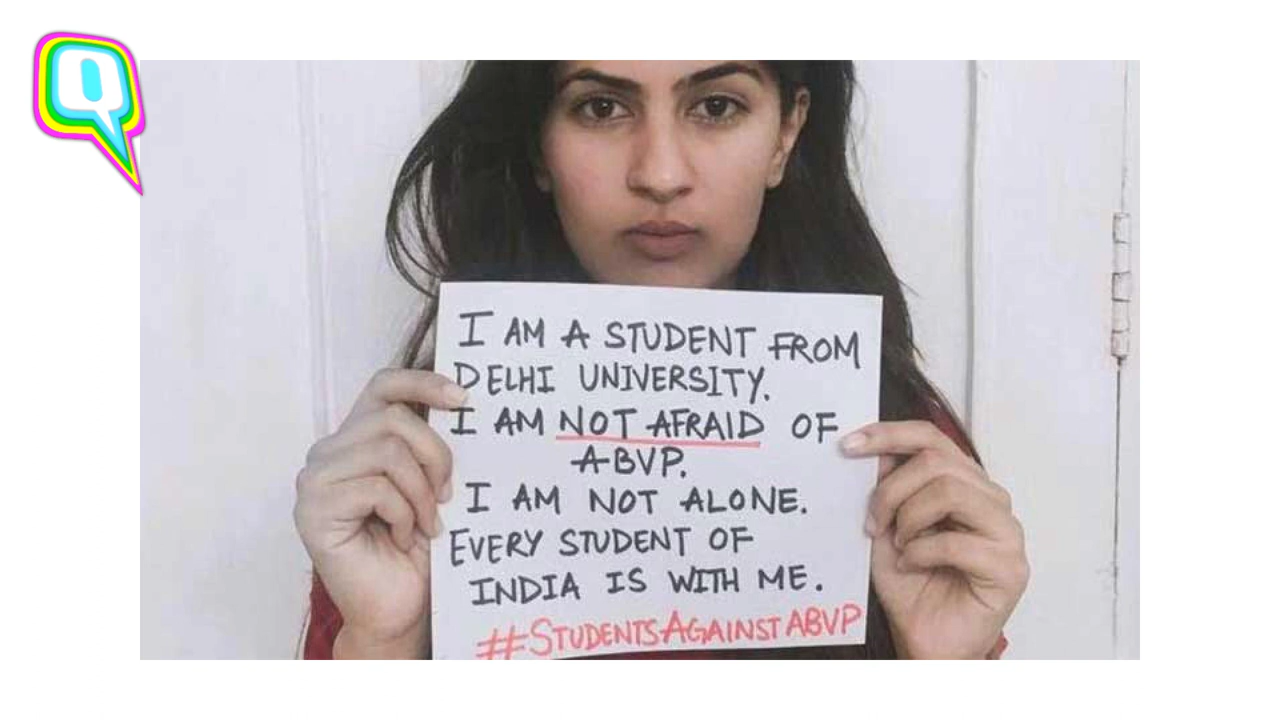 Q
I AM A STUDENT FROM
DELHI UNIVERSITY.
I AM NOT AFRAID OF
ABVP.
I AM NOT ALONE.
EVERY STUDENT OF
INDIA IS WITH ME.
#STUDENTSAGAINSTABVP